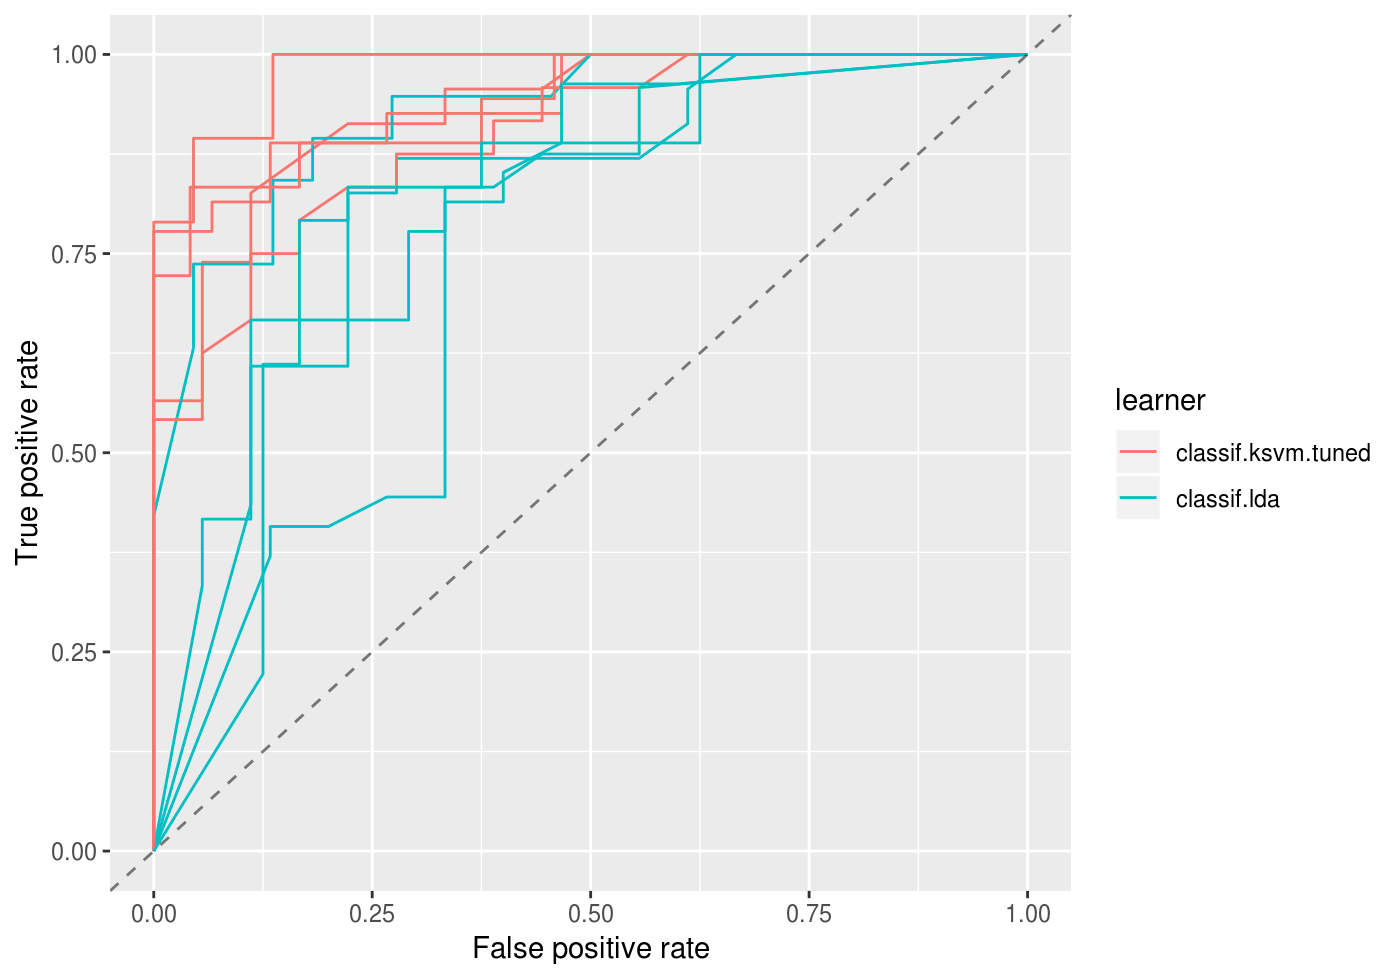 1.00
0.75
0.50
0.25
0.00
True positive rate
0.00 0.25 0.50 0.75 1.00
False positive rate
learner
classif.ksvm.tuned
classif.lda